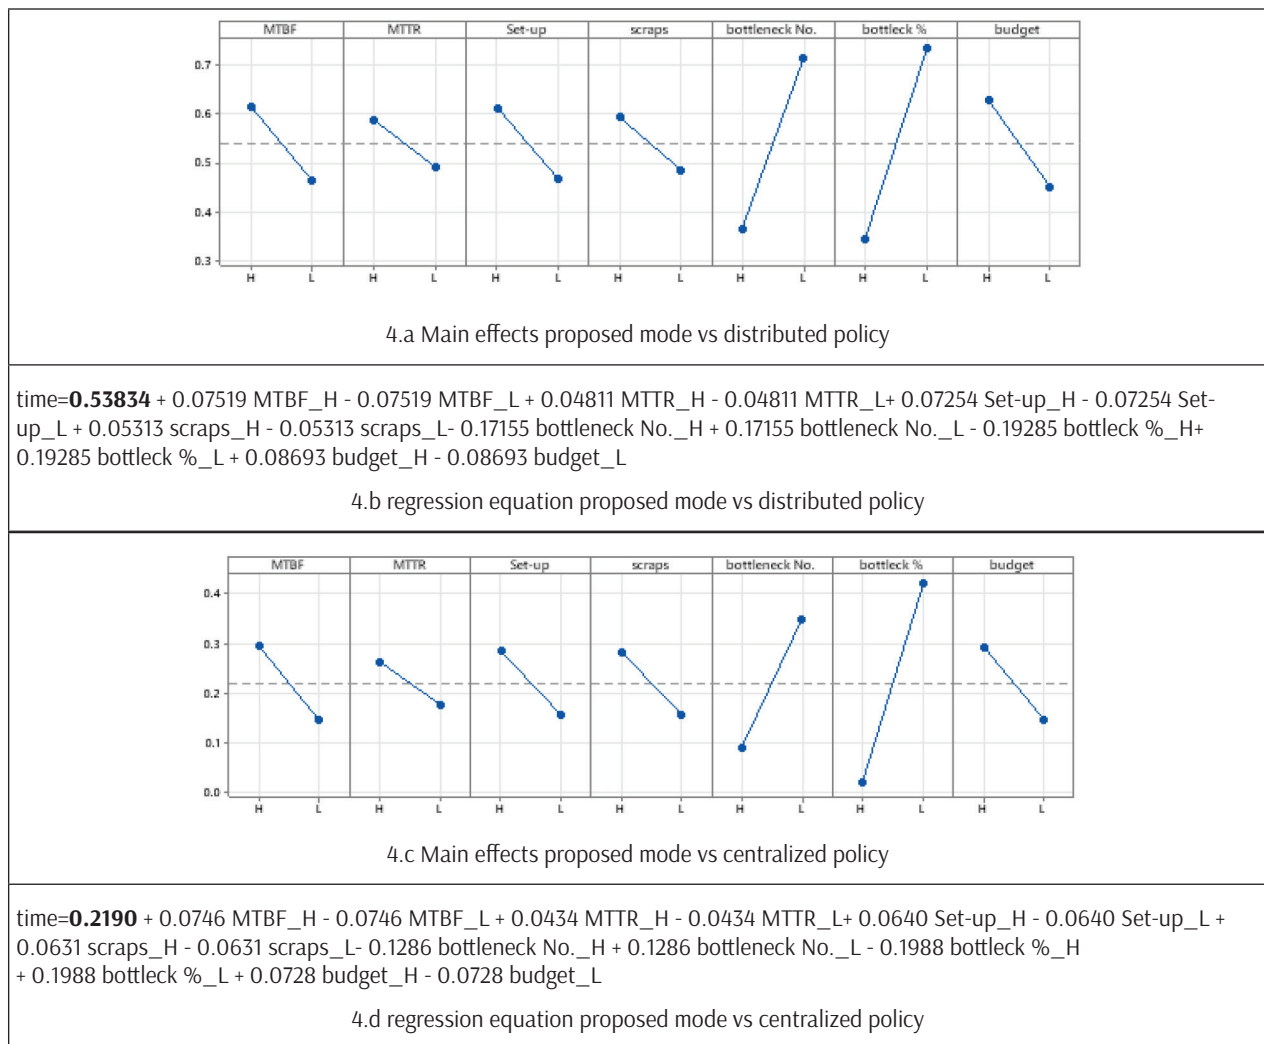 MTBF MTTR Set-up scraps bottleneck No. bottleck % budget
0.7
0.6
0.5
0.4
0.3
H L H L H L H L H L H L H L
4.a Main effects proposed mode vs distributed policy
time=0.53834 + 0.07519 MTBF_H - 0.07519 MTBF_L + 0.04811 MTTR_H - 0.04811 MTTR_L+ 0.07254 Set-up_H - 0.07254 Set-
up_L + 0.05313 scraps_H - 0.05313 scraps_L- 0.17155 bottleneck No._H + 0.17155 bottleneck No._L - 0.19285 bottleck %_H+
0.19285 bottleck %_L + 0.08693 budget_H - 0.08693 budget_L
4.b regression equation proposed mode vs distributed policy
MTBF MTTR Set-up scraps bottleneck No. bottleck % budget
0.4
0.3
0.2
0.1
0.0
H L H L H L H L H L H L H L
4.c Main effects proposed mode vs centralized policy
time=0.2190 + 0.0746 MTBF_H - 0.0746 MTBF_L + 0.0434 MTTR_H - 0.0434 MTTR_L+ 0.0640 Set-up_H - 0.0640 Set-up_L +
0.0631 scraps_H - 0.0631 scraps_L- 0.1286 bottleneck No._H + 0.1286 bottleneck No._L - 0.1988 bottleck %_H
+ 0.1988 bottleck %_L + 0.0728 budget_H - 0.0728 budget_L
4.d regression equation proposed mode vs centralized policy